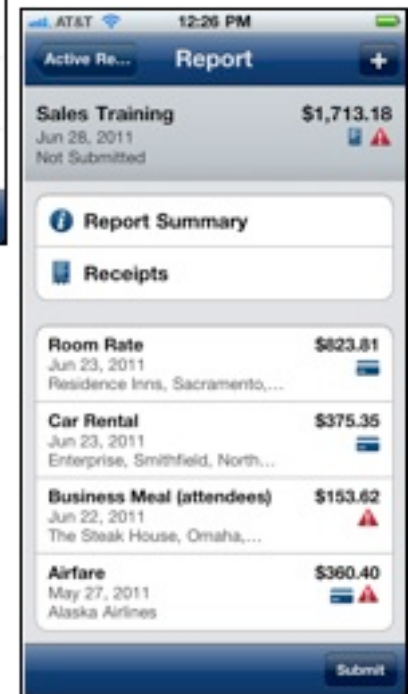 AT&T 12:26 PM
Active Re... Report +
Sales Training $1,713.18
Jun 28, 2011
Not Submitted
Report Summary
Receipts
Room Rate $823.81
Jun 23, 2011
Residence Inns, Sacramento,...
Car Rental $375.35
Jun 23, 2011
Enterprise, Smithfield, North...
Business Meal (attendees) $153.62
Jun 22, 2011
The Steak House, Omaha,...
Airfare $360.40
May 27, 2011
Alaska Airlines
Submit